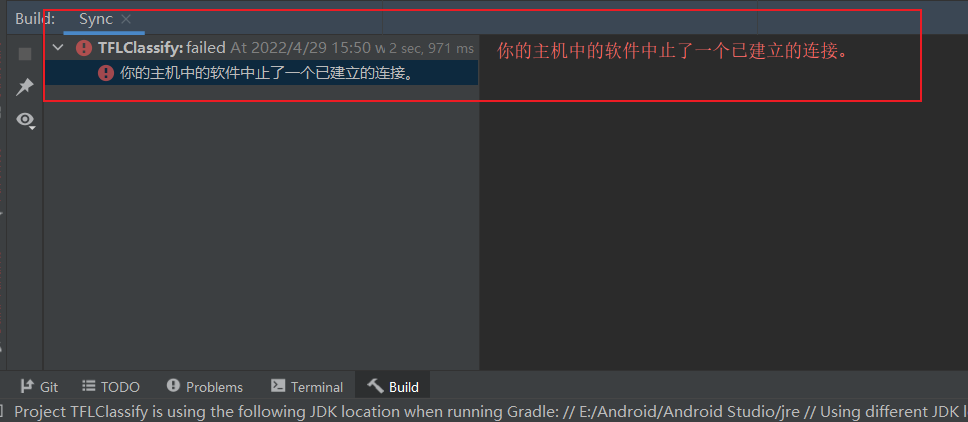 Build: Sync ×
TFLClassify: failed At 2022/4/29 15:50 w 2 sec, 971 ms
你的主机中的软件中止了一个已建立的连接。
你的主机中的软件中止了一个已建立的连接。
Git TODO Problems Terminal Build
Project TFLClassify is using the following JDK location when running Gradle: // E:/Android/Android Studio/jre // Using different JDK l